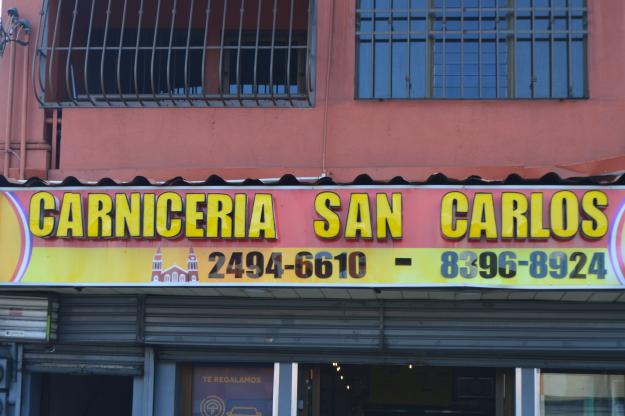 CARNICERIA SAN CARLOS
2494-6610 - 8396-8924
TE REGALAMOS